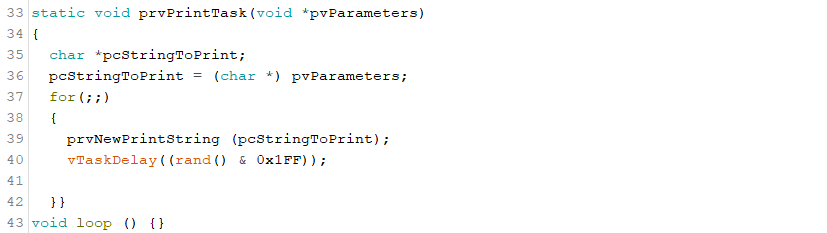 33 static void prvPrintTask(void *pvParameters)
34 {
35   char *pcStringToPrint;
36   pcStringToPrint = (char *) pvParameters;
37   for(;;)
38   {
39     prvNewPrintString (pcStringToPrint);
40     vTaskDelay((rand() & 0x1FF));
41
42   }}
43 void loop () {}